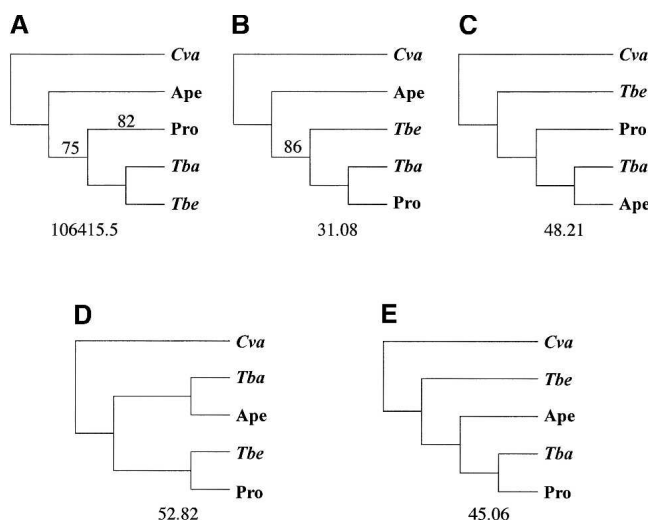 A
Cva
Ape
82
Pro
75
Tba
Tbe
106415.5
B
Cva
Ape
Tbe
86
Tba
Pro
31.08
C
Cva
Tbe
Pro
Tba
Ape
48.21
D
Cva
Tba
Ape
Tbe
Pro
52.82
E
Cva
Tbe
Ape
Tba
Pro
45.06